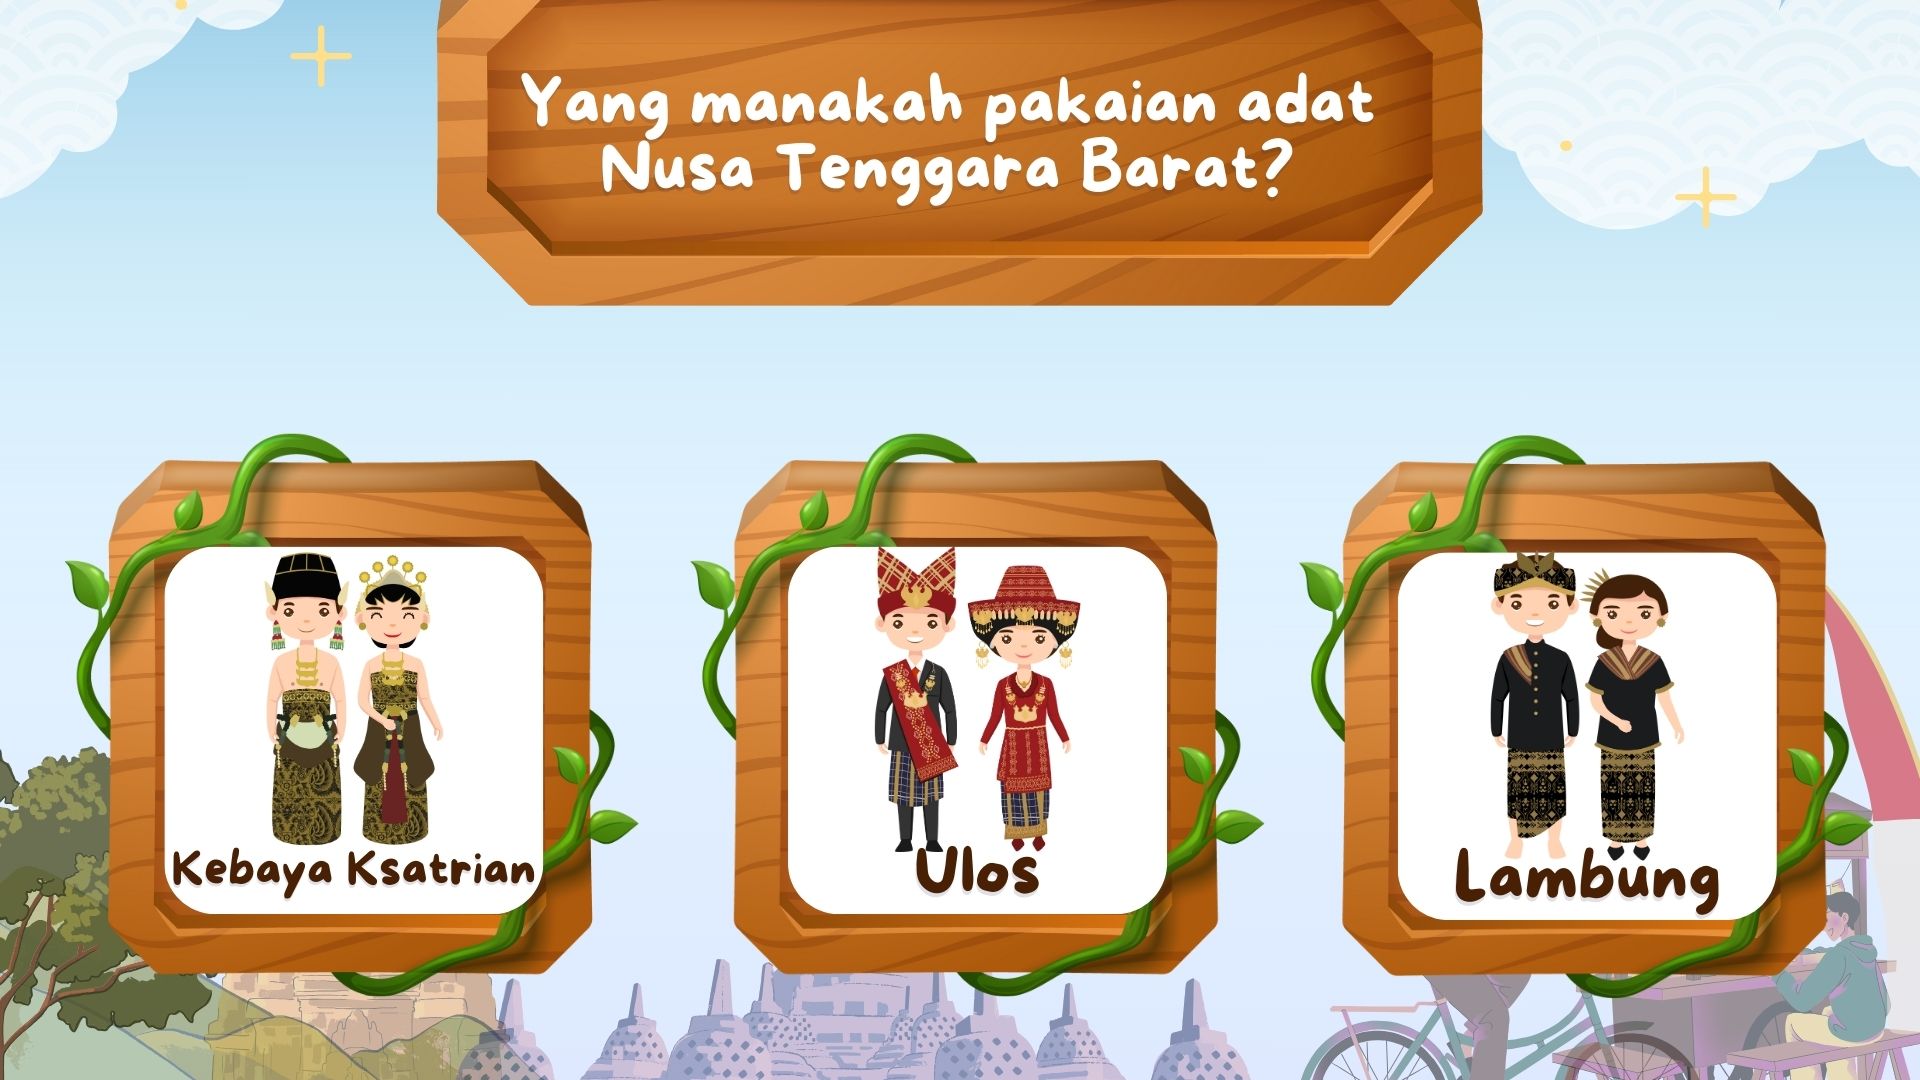 Yang manakah pakaian adat
Nusa Tenggara Barat?
Kebaya Ksatrian
Ulos
Lambung